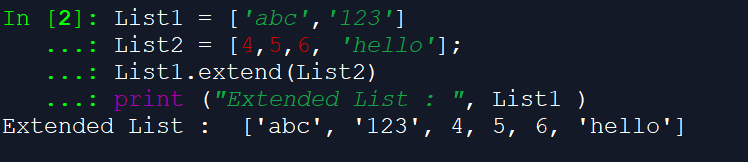 In [2]: List1 = ['abc','123']
   ...: List2 = [4,5,6, 'hello'];
   ...: List1.extend(List2)
   ...: print ("Extended List : ", List1 )
Extended List :  ['abc', '123', 4, 5, 6, 'hello']